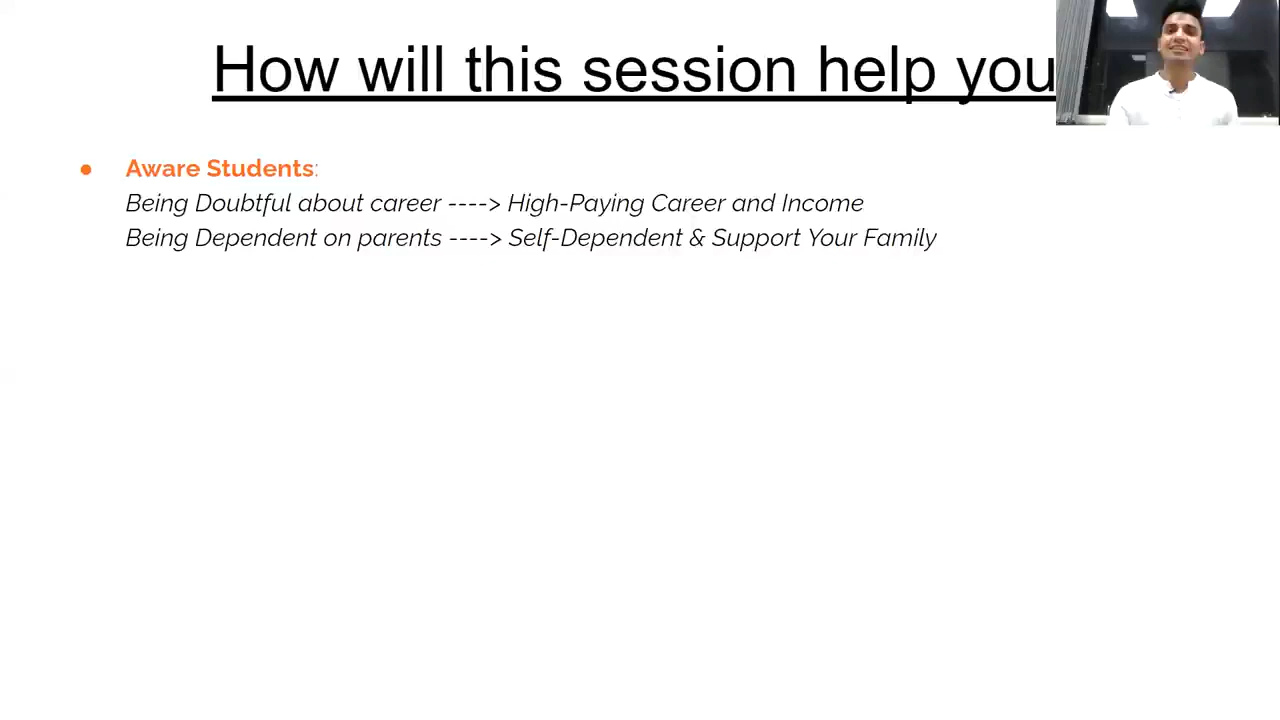 How will this session help you
● Aware Students:
Being Doubtful about career ----> High-Paying Career and Income
Being Dependent on parents ----> Self-Dependent & Support Your Family